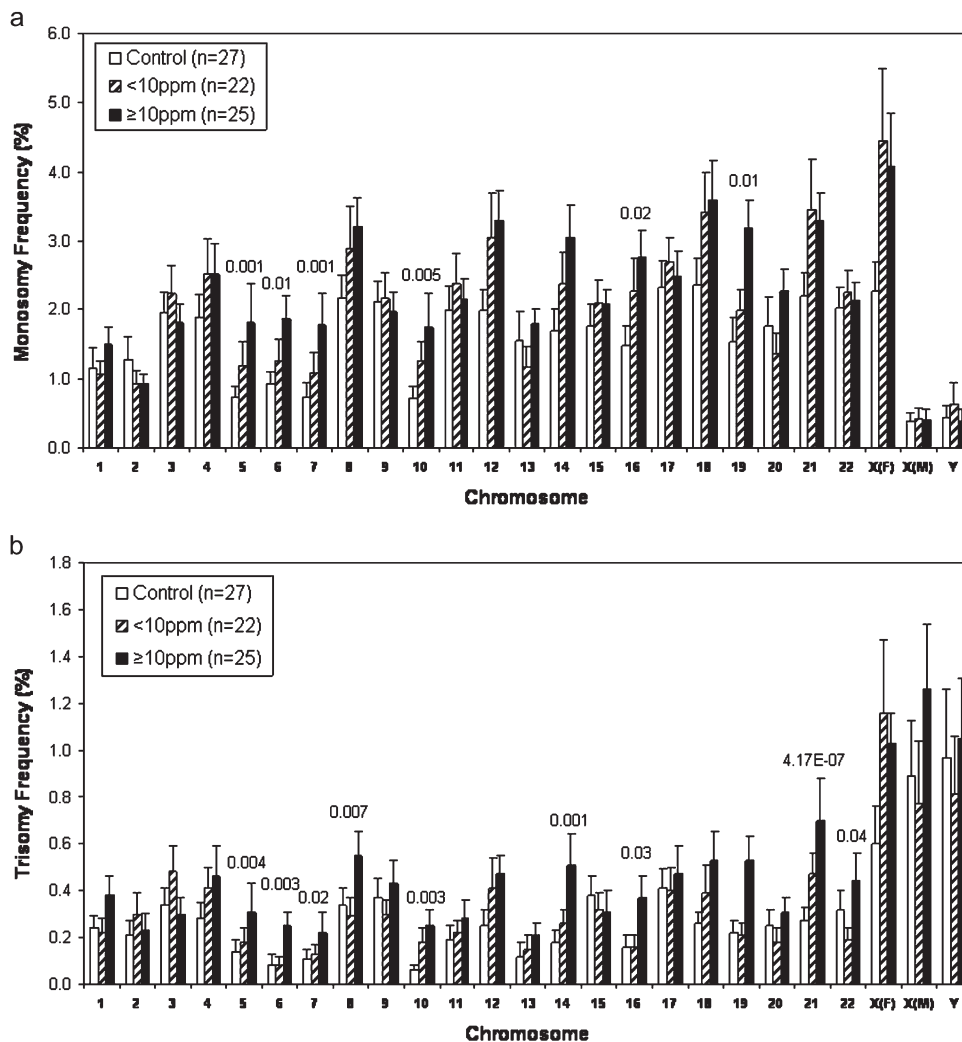 a
6.0
5.0
4.0
3.0
2.0
1.0
0.0
Monosomy Frequency (%)
Control (n=27)
<10ppm (n=22)
≥10ppm (n=25)
0.001
0.01
0.001
0.005
0.02
0.01
1 2 3 4 5 6 7 8 9 10 11 12 13 14 15 16 17 18 19 20 21 22 X(F) X(M) Y
Chromosome
b
1.8
1.6
1.4
1.2
1.0
0.8
0.6
0.4
0.2
0.0
Trisomy Frequency (%)
Control (n=27)
<10ppm (n=22)
≥10ppm (n=25)
0.004
0.003
0.02
0.007
0.003
0.001
0.03
4.17E-07
0.04
1 2 3 4 5 6 7 8 9 10 11 12 13 14 15 16 17 18 19 20 21 22 X(F) X(M) Y
Chromosome